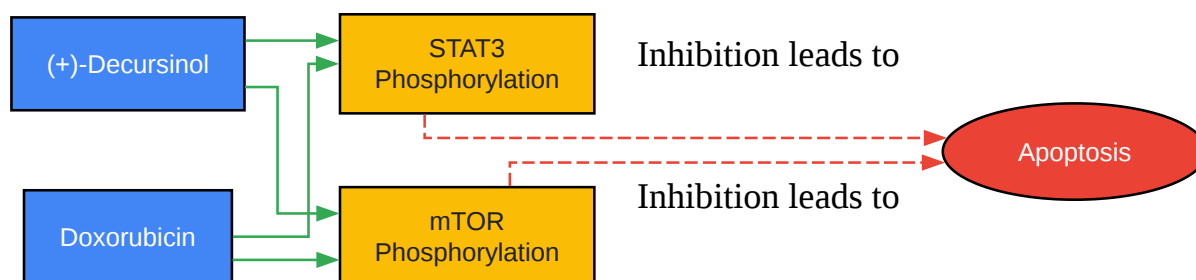 (+)-Decursinol
STAT3
Phosphorylation
Inhibition leads to
Apoptosis
Inhibition leads to
Doxorubicin
mTOR
Phosphorylation